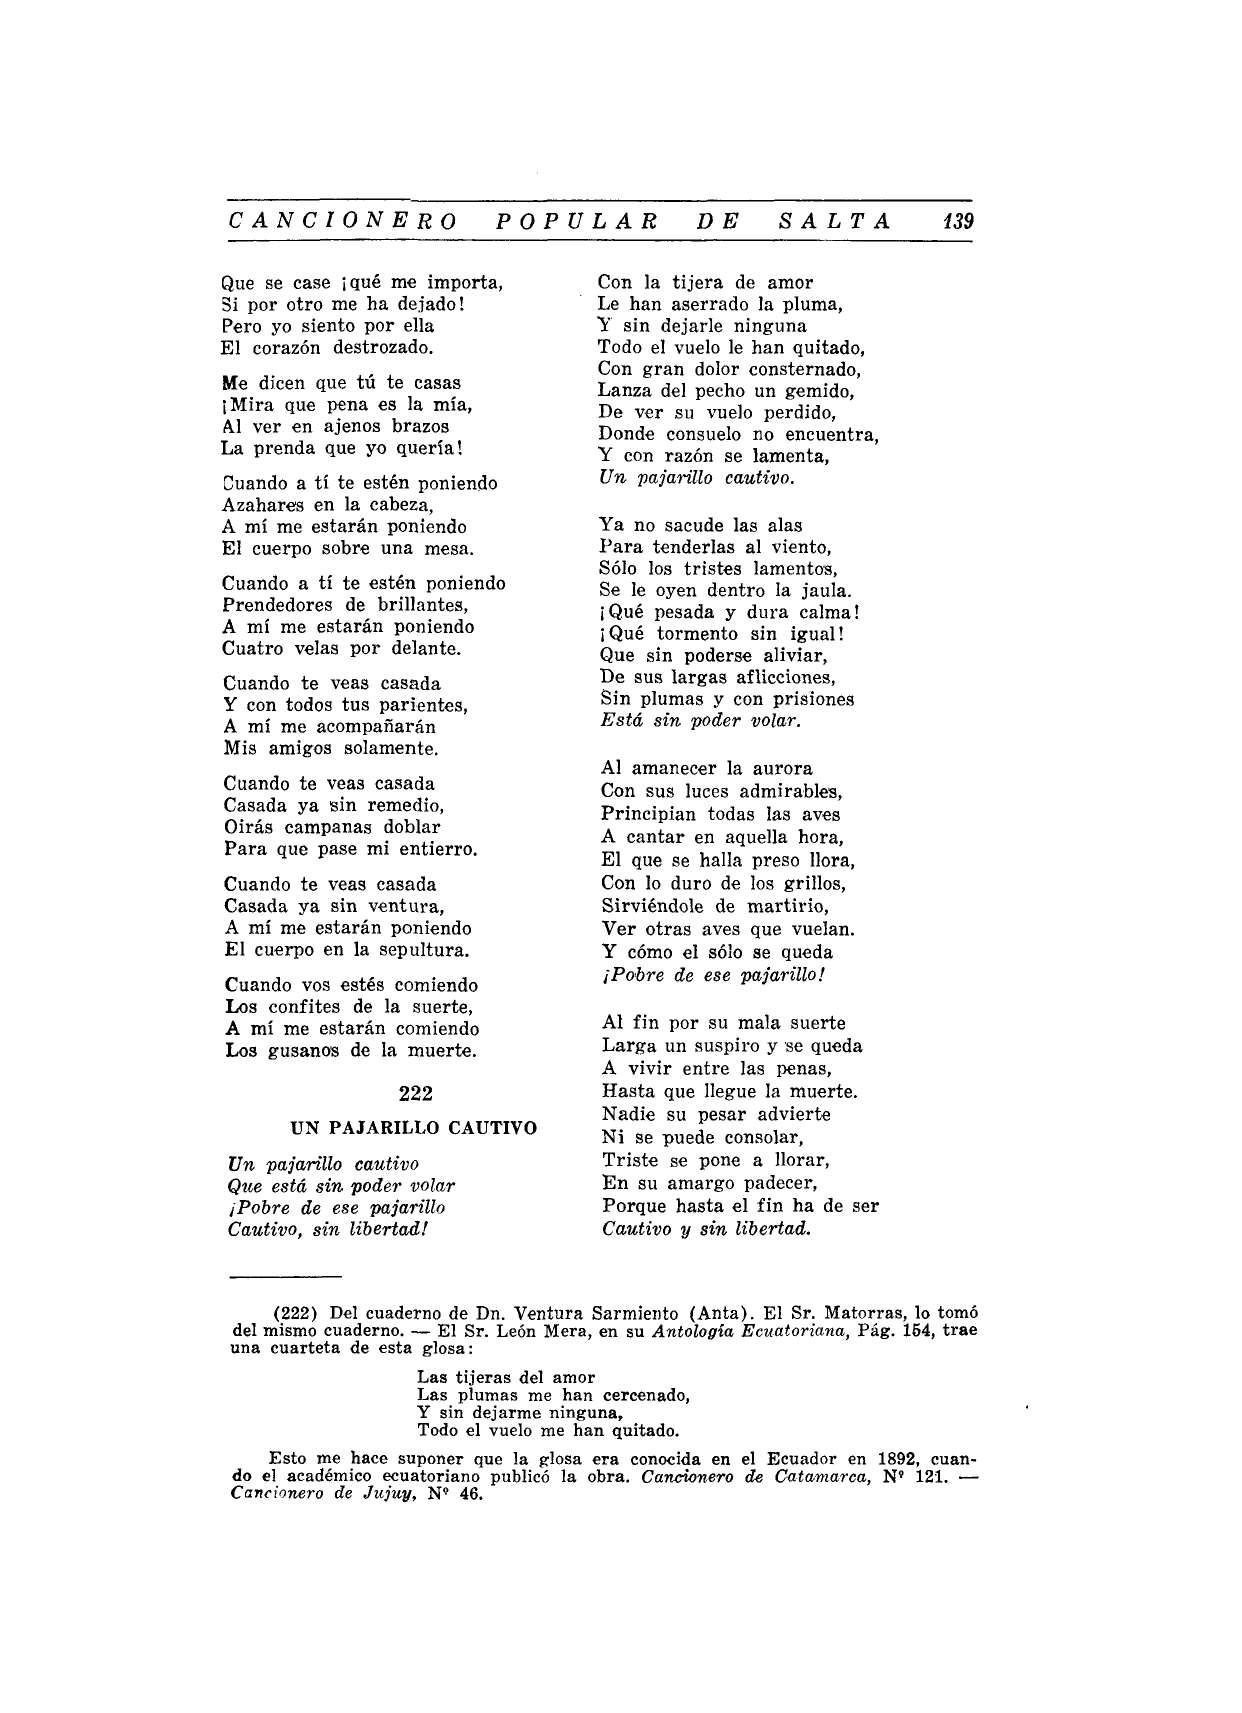 CANCIONERO POPULAR DE SALTA 139
Que se case ¡qué me importa,
Si por otro me ha dejado!
Pero yo siento por ella
El corazón destrozado.
Me dicen que tú te casas
¡Mira que pena es la mía,
Al ver en ajenos brazos
La prenda que yo quería!
Cuando a tí te estén poniendo
Azahares en la cabeza,
A mí me estarán poniendo
El cuerpo sobre una mesa.
Cuando a tí te estén poniendo
Prendedores de brillantes,
A mí me estarán poniendo
Cuatro velas por delante.
Cuando te veas casada
Y con todos tus parientes,
A mí me acompañarán
Mis amigos solamente.
Cuando te veas casada
Casada ya sin remedio,
Oirás campanas doblar
Para que pase mi entierro.
Cuando te veas casada
Casada ya sin ventura,
A mí me estarán poniendo
El cuerpo en la sepultura.
Cuando vos estés comiendo
Los confites de la suerte,
A mí me estarán comiendo
Los gusanos de la muerte.
222
UN PAJARILLO CAUTIVO
Un pajarillo cautivo
Que está sin poder volar
¡Pobre de ese pajarillo
Cautivo, sin libertad!
Con la tijera de amor
Le han aserrado la pluma,
Y sin dejarle ninguna
Todo el vuelo le han quitado,
Con gran dolor consternado,
Lanza del pecho un gemido,
De ver su vuelo perdido,
Donde consuelo no encuentra,
Y con razón se lamenta,
Un pajarillo cautivo.
Ya no sacude las alas
Para tenderlas al viento,
Sólo los tristes lamentos,
Se le oyen dentro la jaula.
¡Qué pesada y dura calma!
¡Qué tormento sin igual!
Que sin poderse aliviar,
De sus largas aflicciones,
Sin plumas y con prisiones
Está sin poder volar.
Al amanecer la aurora
Con sus luces admirables,
Principian todas las aves
A cantar en aquella hora,
El que se halla preso llora,
Con lo duro de los grillos,
Sirviéndole de martirio,
Ver otras aves que vuelan.
Y cómo el sólo se queda
¡Pobre de ese pajarillo!
Al fin por su mala suerte
Larga un suspiro y se queda
A vivir entre las penas,
Hasta que llegue la muerte.
Nadie su pesar advierte
Ni se puede consolar,
Triste se pone a llorar,
En su amargo padecer,
Porque hasta el fin ha de ser
Cautivo y sin libertad.
(222) Del cuaderno de Dn. Ventura Sarmiento (Anta). El Sr. Matorras, lo tomó
del mismo cuaderno. — El Sr. León Mera, en su Antología Ecuatoriana, Pág. 154, trae
una cuarteta de esta glosa:
Las tijeras del amor
Las plumas me han cercenado,
Y sin dejarme ninguna,
Todo el vuelo me han quitado.
Esto me hace suponer que la glosa era conocida en el Ecuador en 1892, cuan-
do el académico ecuatoriano publicó la obra. Cancionero de Catamarca, Nº 121. —
Cancionero de Jujuy, Nº 46.